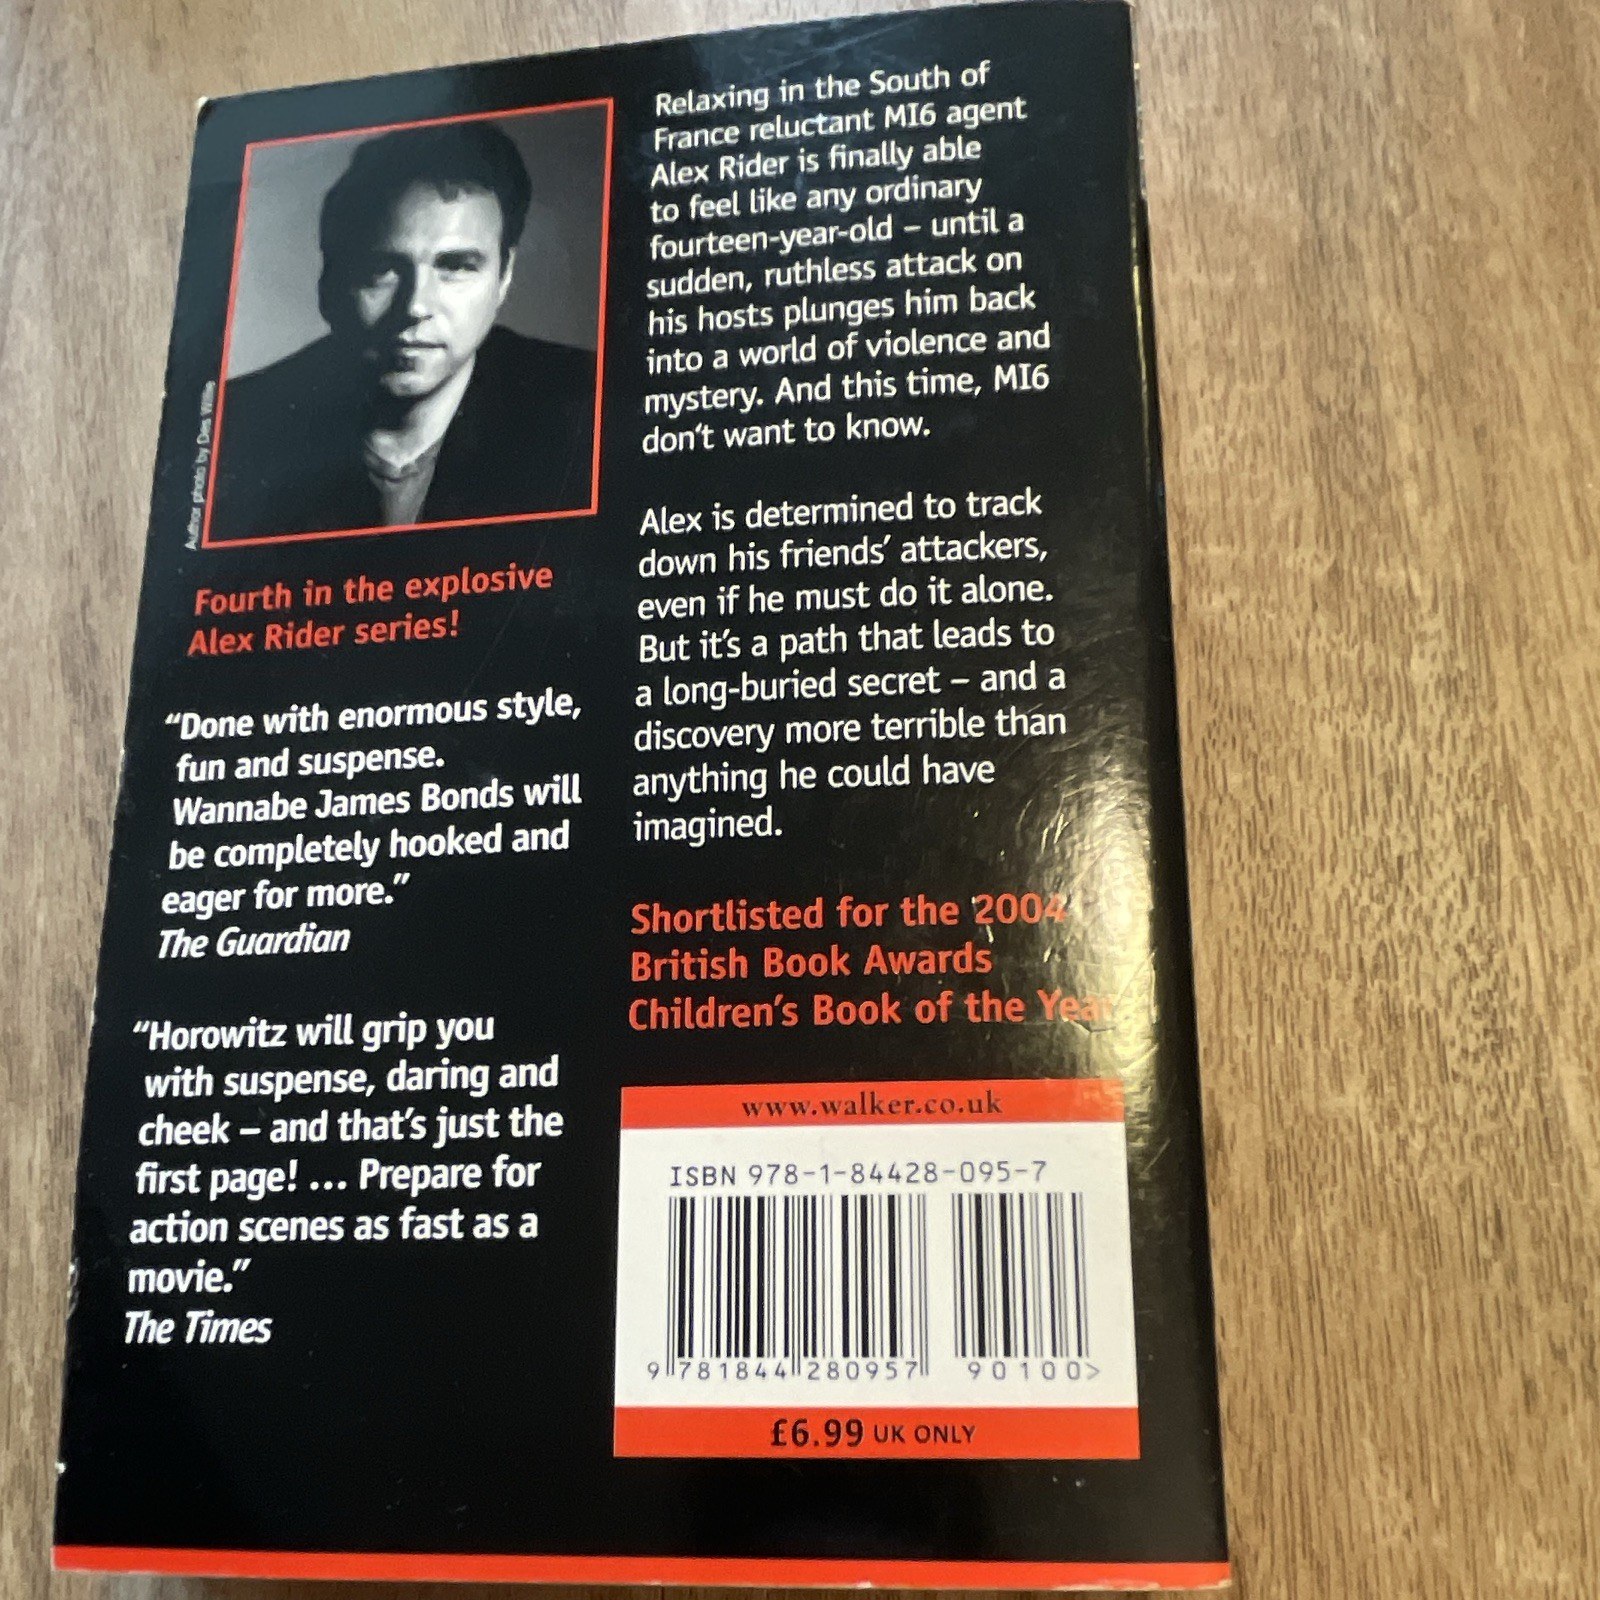 Author photo by Des Willie
Fourth in the explosive
Alex Rider series!
“Done with enormous style,
fun and suspense.
Wannabe James Bonds will
be completely hooked and
eager for more.”
The Guardian
“Horowitz will grip you
with suspense, daring and
cheek – and that's just the
first page! ... Prepare for
action scenes as fast as a
movie.”
The Times
Relaxing in the South of
France reluctant MI6 agent
Alex Rider is finally able
to feel like any ordinary
fourteen-year-old – until a
sudden, ruthless attack on
his hosts plunges him back
into a world of violence and
mystery. And this time, MI6
don't want to know.
Alex is determined to track
down his friends' attackers,
even if he must do it alone.
But it's a path that leads to
a long-buried secret – and a
discovery more terrible than
anything he could have
imagined.
Shortlisted for the 2004
British Book Awards
Children's Book of the Year
www.walker.co.uk
ISBN 978-1-84428-095-7
9 781844 280957 90100>
£6.99 UK ONLY